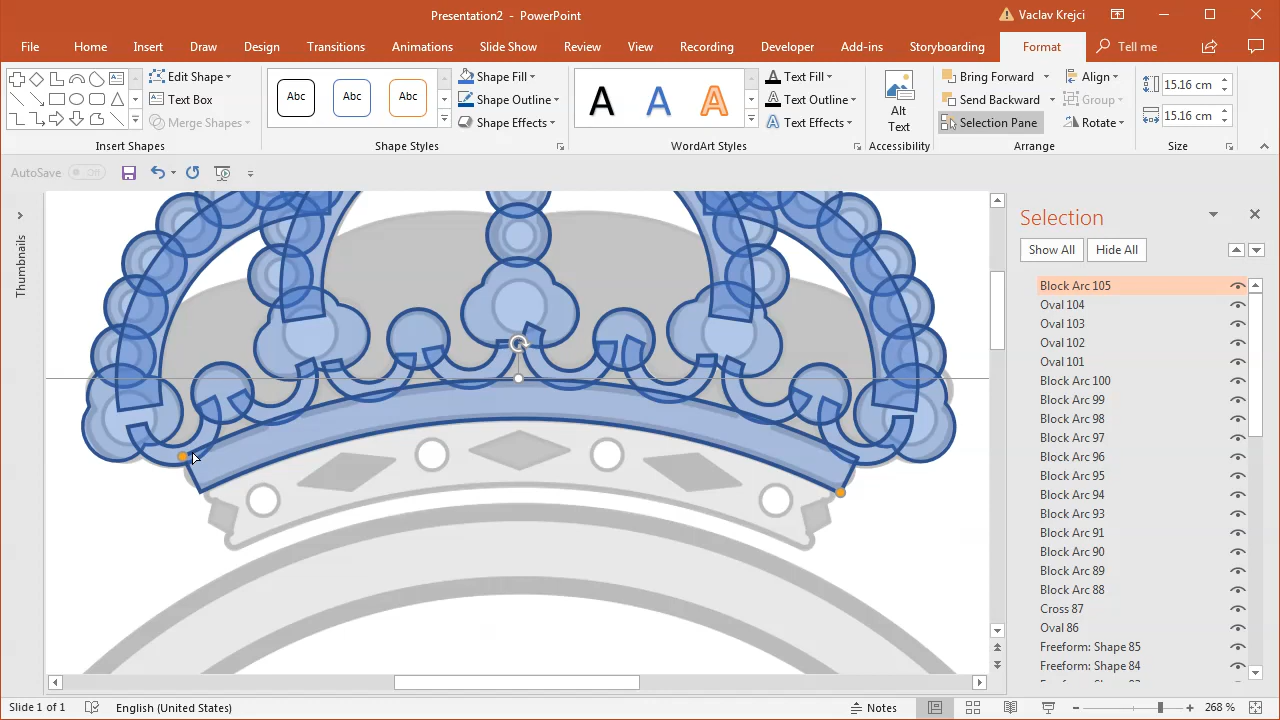 Presentation2 - PowerPoint
Vaclav Krejci
File
Home
Insert
Draw
Design
Transitions
Animations
Slide Show
Review
View
Recording
Developer
Add-ins
Storyboarding
Format
Tell me
Edit Shape
Text Box
Merge Shapes
Insert Shapes
Abc
Abc
Abc
Shape Fill
Shape Outline
Shape Effects
Shape Styles
A
A
A
Text Fill
Text Outline
Text Effects
WordArt Styles
Alt
Text
Accessibility
Bring Forward
Send Backward
Selection Pane
Align
Group
Rotate
Arrange
15.16 cm
15.16 cm
Size
AutoSave
Off
Thumbnails
Selection
Show All
Hide All
Block Arc 105
Oval 104
Oval 103
Oval 102
Oval 101
Block Arc 100
Block Arc 99
Block Arc 98
Block Arc 97
Block Arc 96
Block Arc 95
Block Arc 94
Block Arc 93
Block Arc 91
Block Arc 90
Block Arc 89
Block Arc 88
Cross 87
Oval 86
Freeform: Shape 85
Freeform: Shape 84
Slide 1 of 1
English (United States)
Notes
268 %